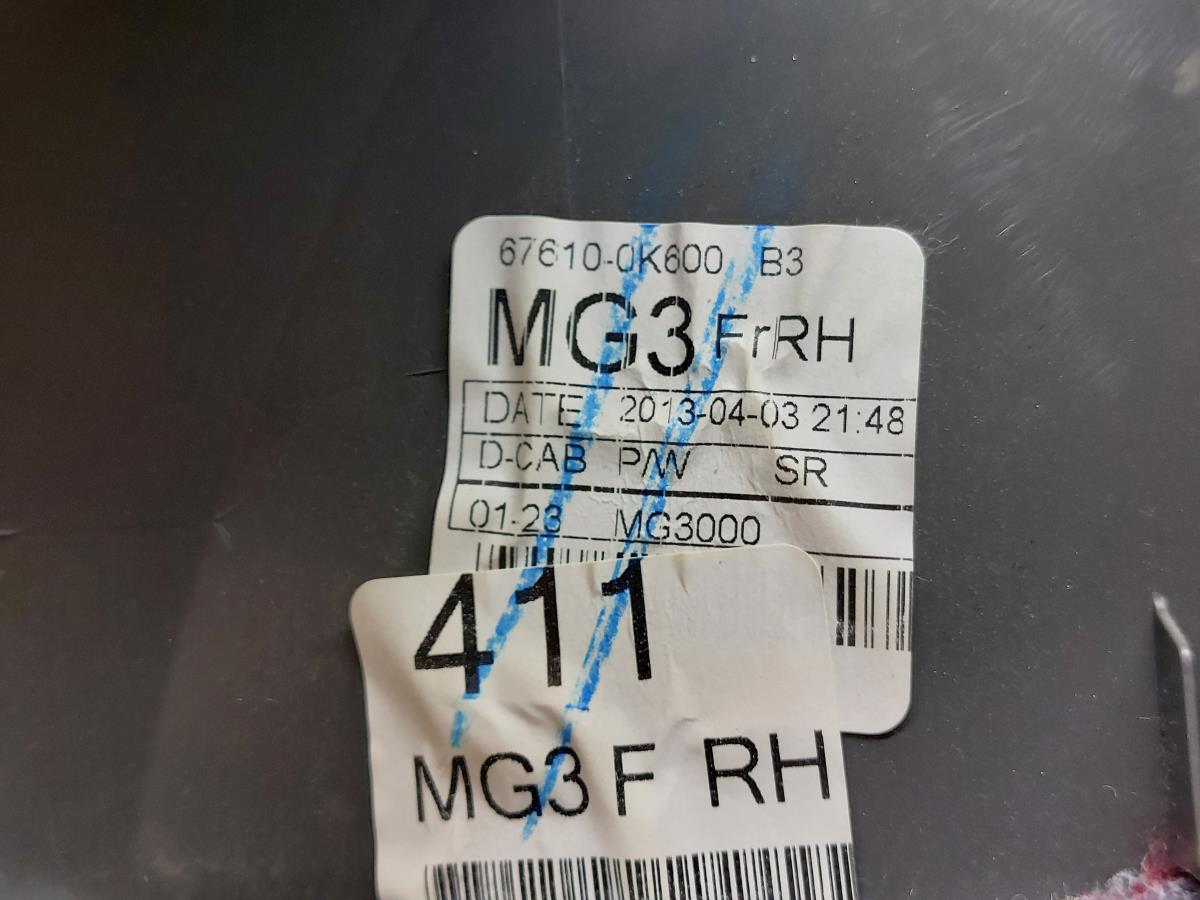 67610-0K600 B3
MG3 FrRH
DATE 2013-04-03 21:48
D-CAB P/W SR
01-23 MG3000
411
MG3 F RH